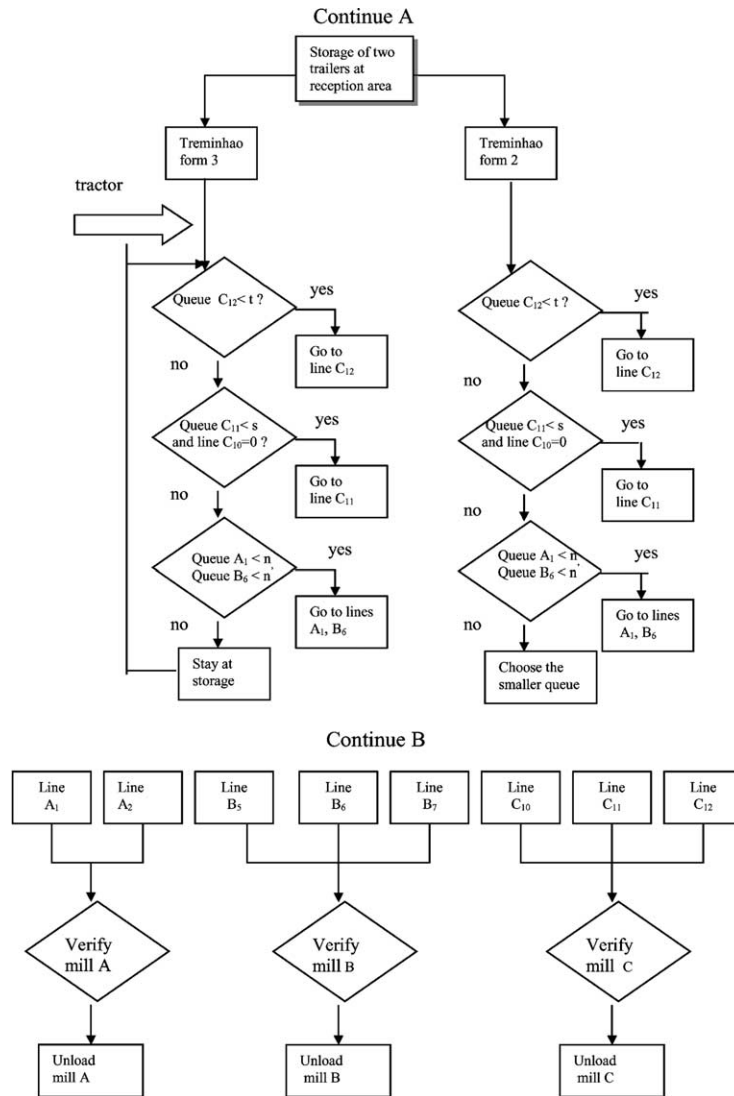 Continue A
Storage of two
trailers at
reception area
Treminhao
form 3
Treminhao
form 2
tractor
Queue C₁₂< t ?
yes
Go to
line C₁₂
no
Queue C₁₁< s
and line C₁₀=0 ?
yes
Go to
line C₁₁
no
Queue A₁ < n,
Queue B₆ < n'
yes
Go to lines
A₁, B₆
no
Stay at
storage
Queue C₁₂< t ?
yes
Go to
line C₁₂
no
Queue C₁₁< s
and line C₁₀=0
yes
Go to
line C₁₁
no
Queue A₁ < n,
Queue B₆ < n'
yes
Go to lines
A₁, B₆
no
Choose the
smaller queue
Continue B
Line
A₁
Line
A₂
Line
B₅
Line
B₆
Line
B₇
Line
C₁₀
Line
C₁₁
Line
C₁₂
Verify
mill A
Verify
mill B
Verify
mill C
Unload
mill A
Unload
mill B
Unload
mill C